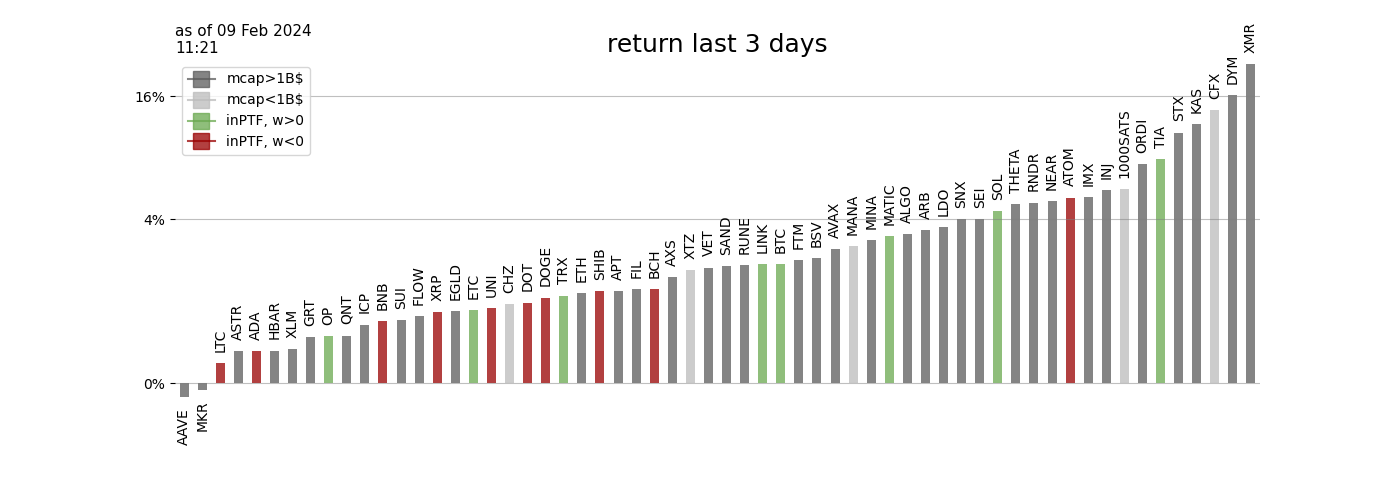 as of 09 Feb 2024
11:21
return last 3 days
mcap>1B$
mcap<1B$
inPTF, w>0
inPTF, w<0
16%
4%
0%
AAVE
MKR
LTC
ASTR
ADA
HBAR
XLM
GRT
OP
QNT
ICP
BNB
SUI
FLOW
XRP
EGLD
ETC
UNI
CHZ
DOT
DOGE
TRX
ETH
SHIB
APT
FIL
BCH
AXS
XTZ
VET
SAND
RUNE
LINK
BTC
FTM
BSV
AVAX
MANA
MINA
MATIC
ALGO
ARB
LDO
SNX
SEI
SOL
THETA
RNDR
NEAR
ATOM
IMX
INJ
1000SATS
ORDI
TIA
STX
KAS
CFX
DYM
XMR